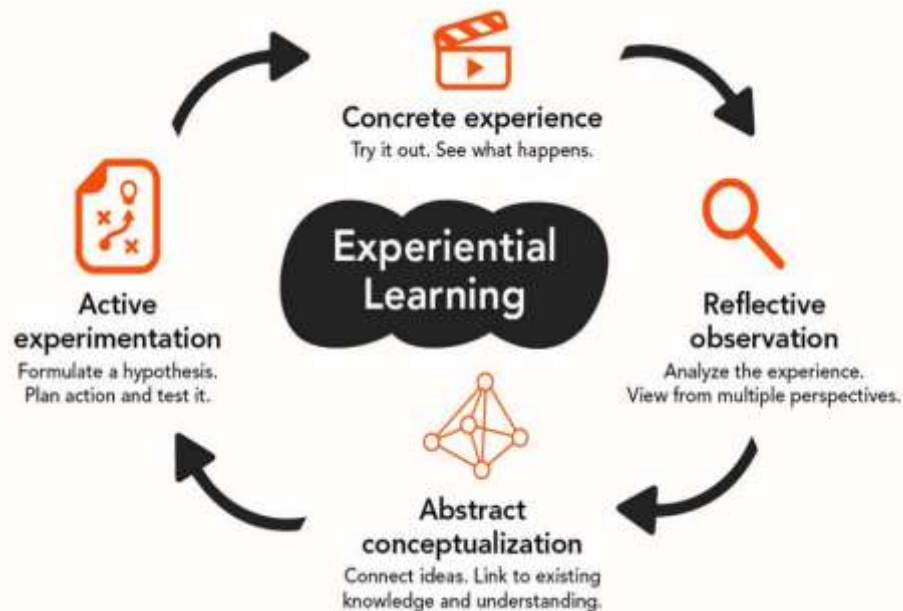 Concrete experience
Try it out. See what happens.
Experiential
Learning
Active
experimentation
Formulate a hypothesis.
Plan action and test it.
Reflective
observation
Analyze the experience.
View from multiple perspectives.
Abstract
conceptualization
Connect ideas. Link to existing
knowledge and understanding.